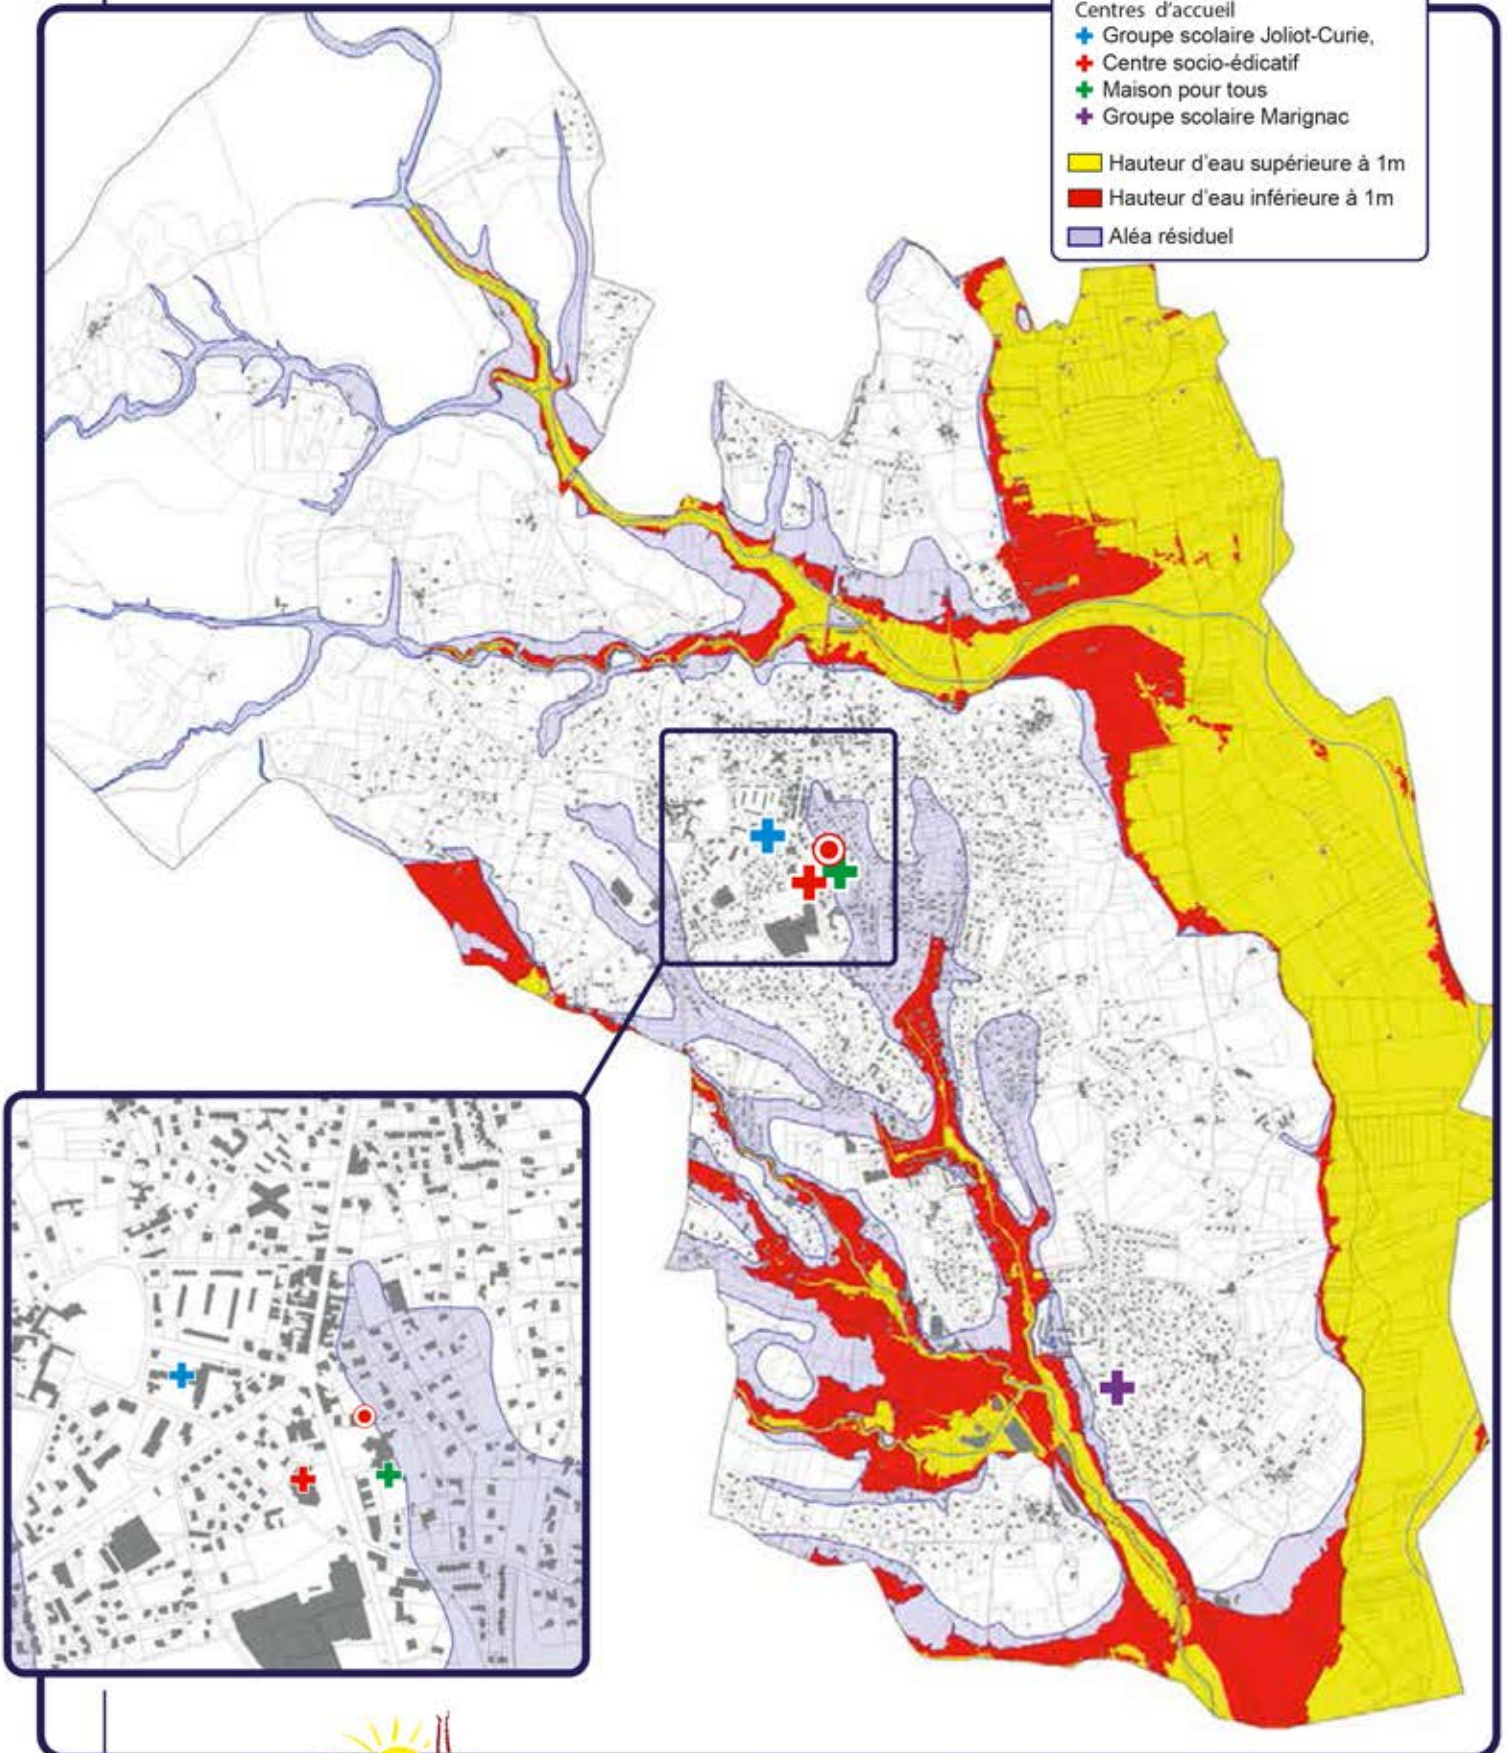 Centres d'accueil
Groupe scolaire Joliot-Curie,
Centre socio-édicatif
Maison pour tous
Groupe scolaire Marignac
Hauteur d'eau supérieure à 1m
Hauteur d'eau inférieure à 1m
Aléa résiduel